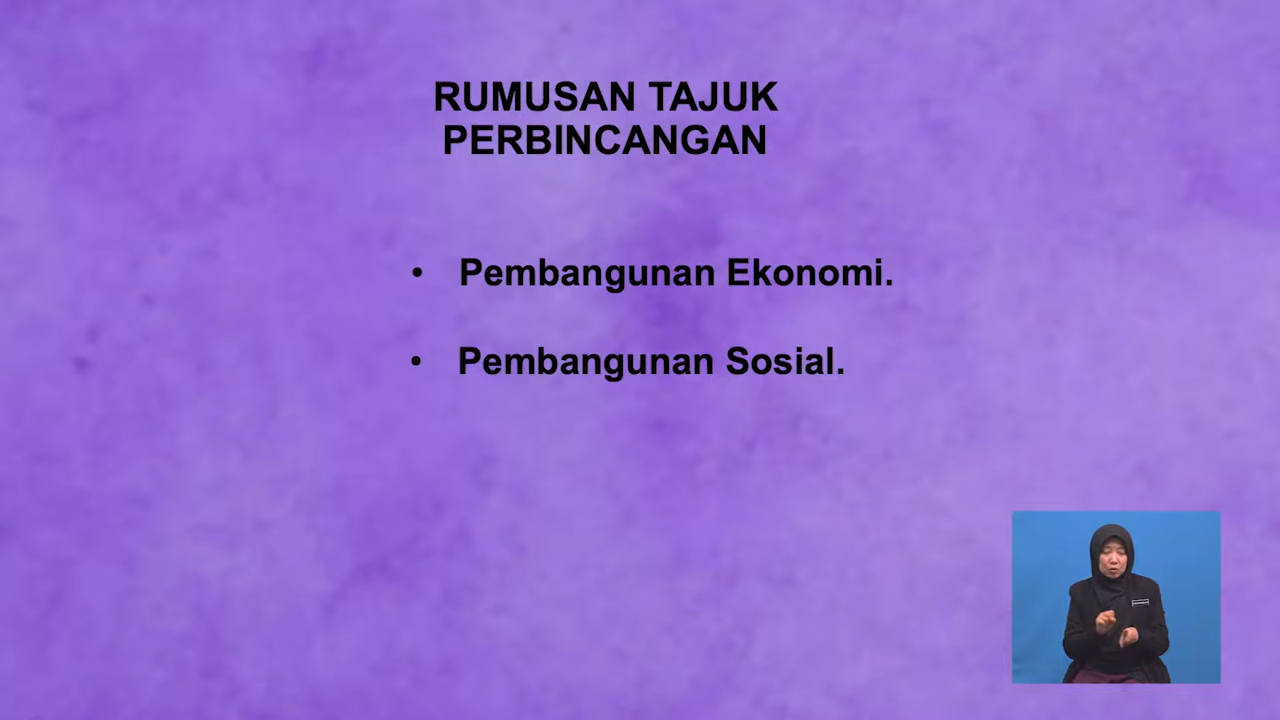 RUMUSAN TAJUK
PERBINCANGAN
• Pembangunan Ekonomi.
• Pembangunan Sosial.